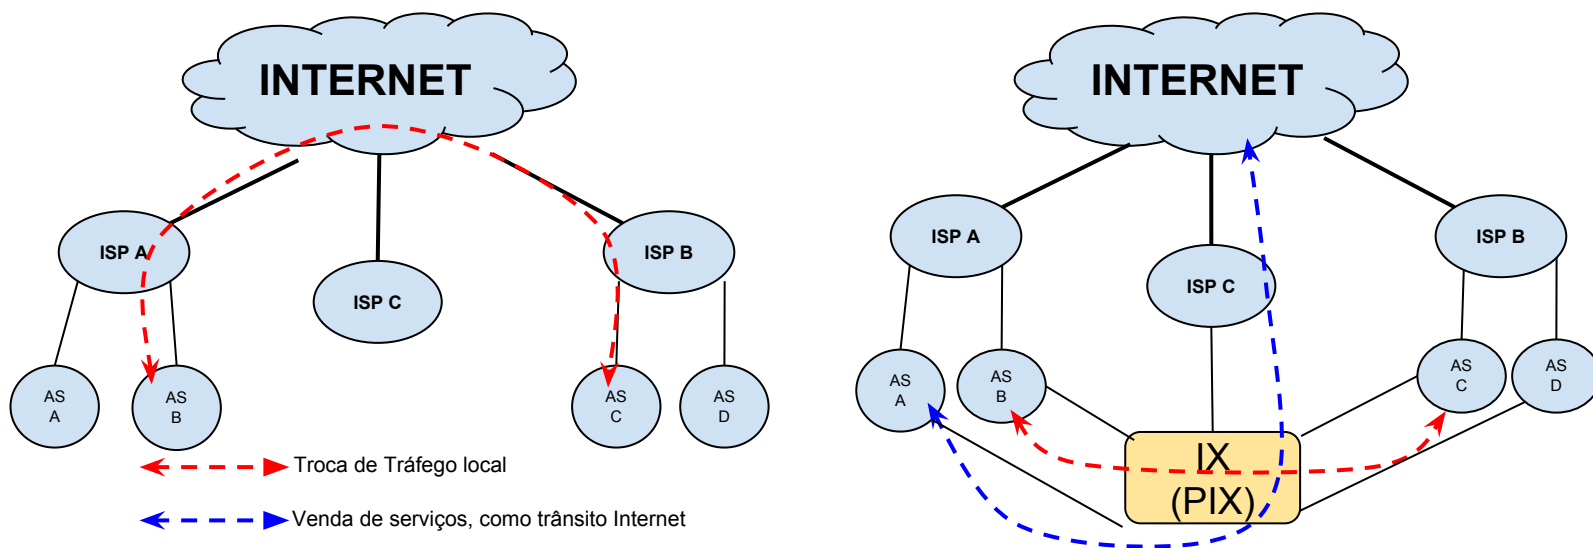 INTERNET
ISP A
ISP C
ISP B
AS
A
AS
B
AS
C
AS
D
Troca de Tráfego local
Venda de serviços, como trânsito Internet
INTERNET
ISP A
ISP C
ISP B
AS
A
AS
B
AS
C
AS
D
IX
(PIX)